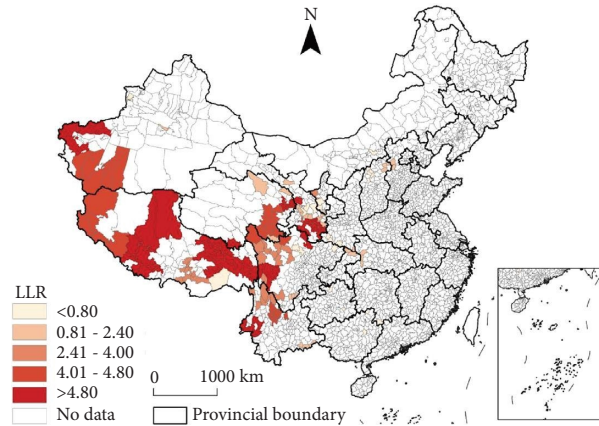 N
LLR
<0.80
0.81 - 2.40
2.41 - 4.00
4.01 - 4.80
>4.80
No data
0 1000 km
Provincial boundary